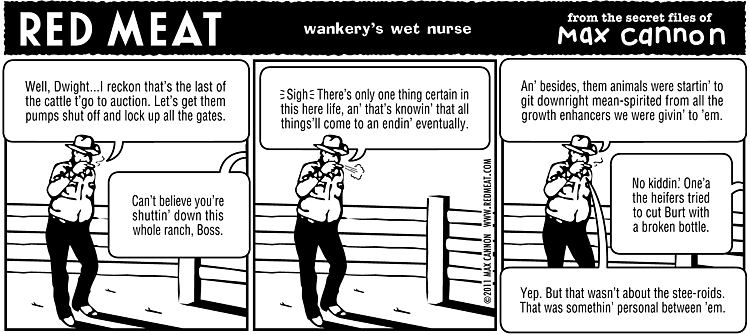 RED MEAT
wankery's wet nurse
from the secret files of
Max cannon
Well, Dwight...I reckon that's the last of
the cattle t'go to auction. Let's get them
pumps shut off and lock up all the gates.
Can't believe you're
shuttin' down this
whole ranch, Boss.
Sigh There's only one thing certain in
this here life, an' that's knowin' that all
things'll come to an endin' eventually.
©2011 MAX CANNON WWW.REDMEAT.COM
An' besides, them animals were startin' to
git downright mean-spirited from all the
growth enhancers we were givin' to 'em.
No kiddin'. One'a
the heifers tried
to cut Burt with
a broken bottle.
Yep. But that wasn't about the stee-roids.
That was somethin' personal between 'em.